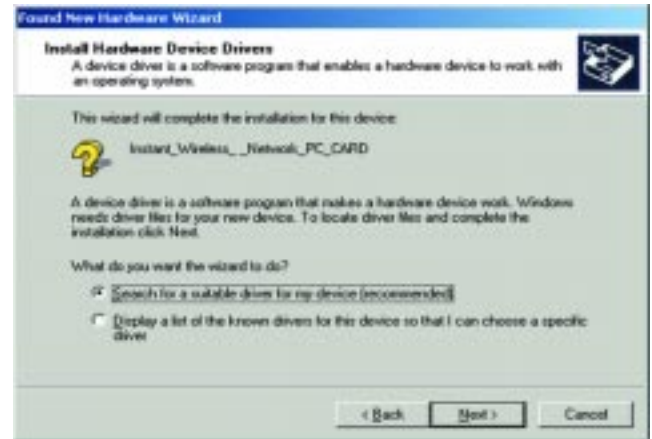 Found New Hardware Wizard
Install Hardware Device Drivers
A device driver is a software program that enables a hardware device to work with
an operating system.
This wizard will complete the installation for this device:
Instant_Wireless_ _Network_PC_CARD
A device driver is a software program that makes a hardware device work. Windows
needs driver files for your new device. To locate driver files and complete the
installation click Next.
What do you want the wizard to do?
Search for a suitable driver for my device (recommended)
Display a list of the known drivers for this device so that I can choose a specific
driver
< Back
Next >
Cancel